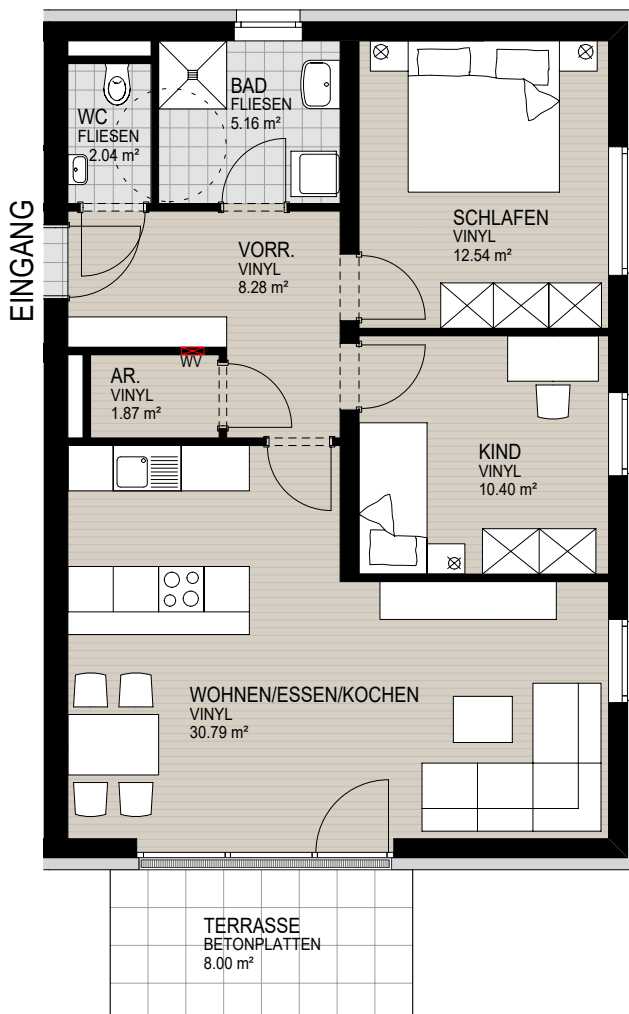 WC
FLIESEN
2.04 m²
BAD
FLIESEN
5.16 m²
SCHLAFEN
VINYL
12.54 m²
EINGANG
VORR.
VINYL
8.28 m²
WV
AR.
VINYL
1.87 m²
KIND
VINYL
10.40 m²
WOHNEN/ESSEN/KOCHEN
VINYL
30.79 m²
TERRASSE
BETONPLATTEN
8.00 m²